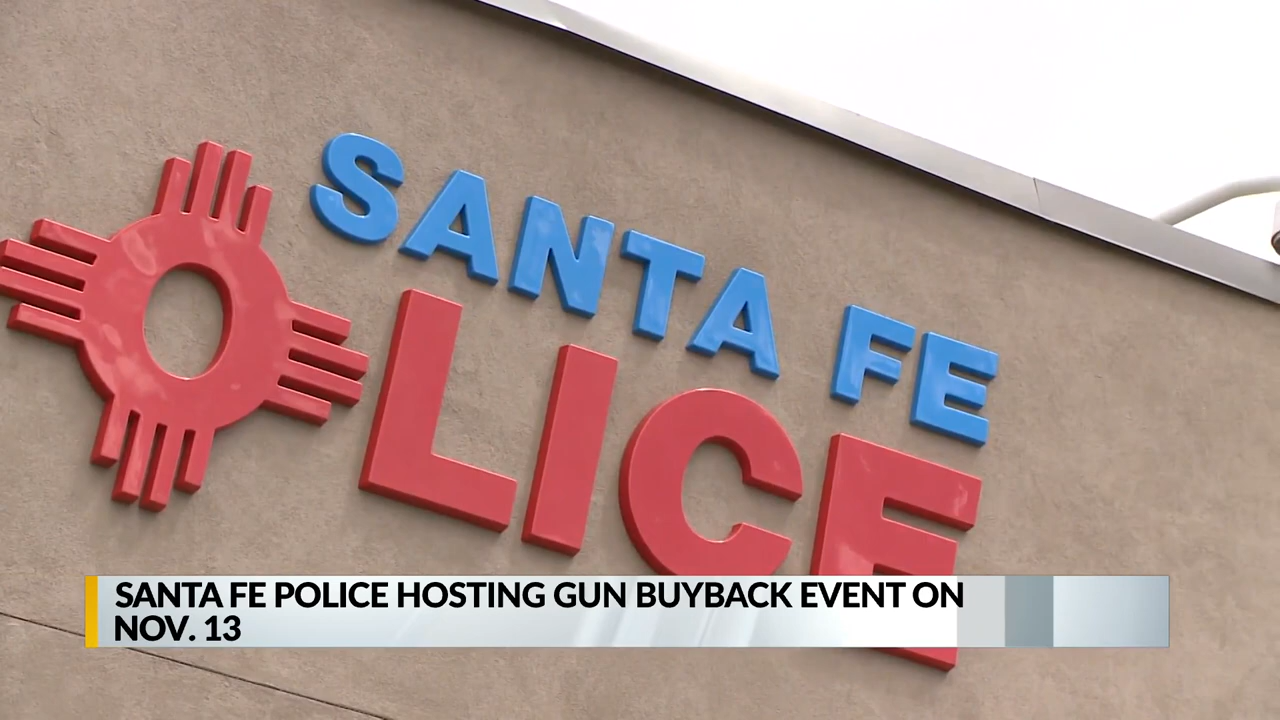 SANTA FE
LICE
SANTA FE POLICE HOSTING GUN BUYBACK EVENT ON
NOV. 13